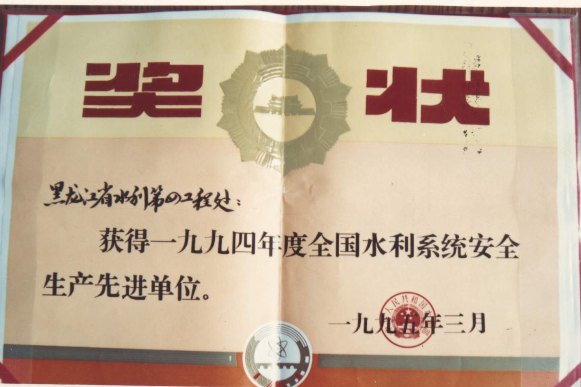 奖状
黑龙江省水利第四工程处：
获得一九九四年度全国水利系统安全
生产先进单位。
一九九五年三月